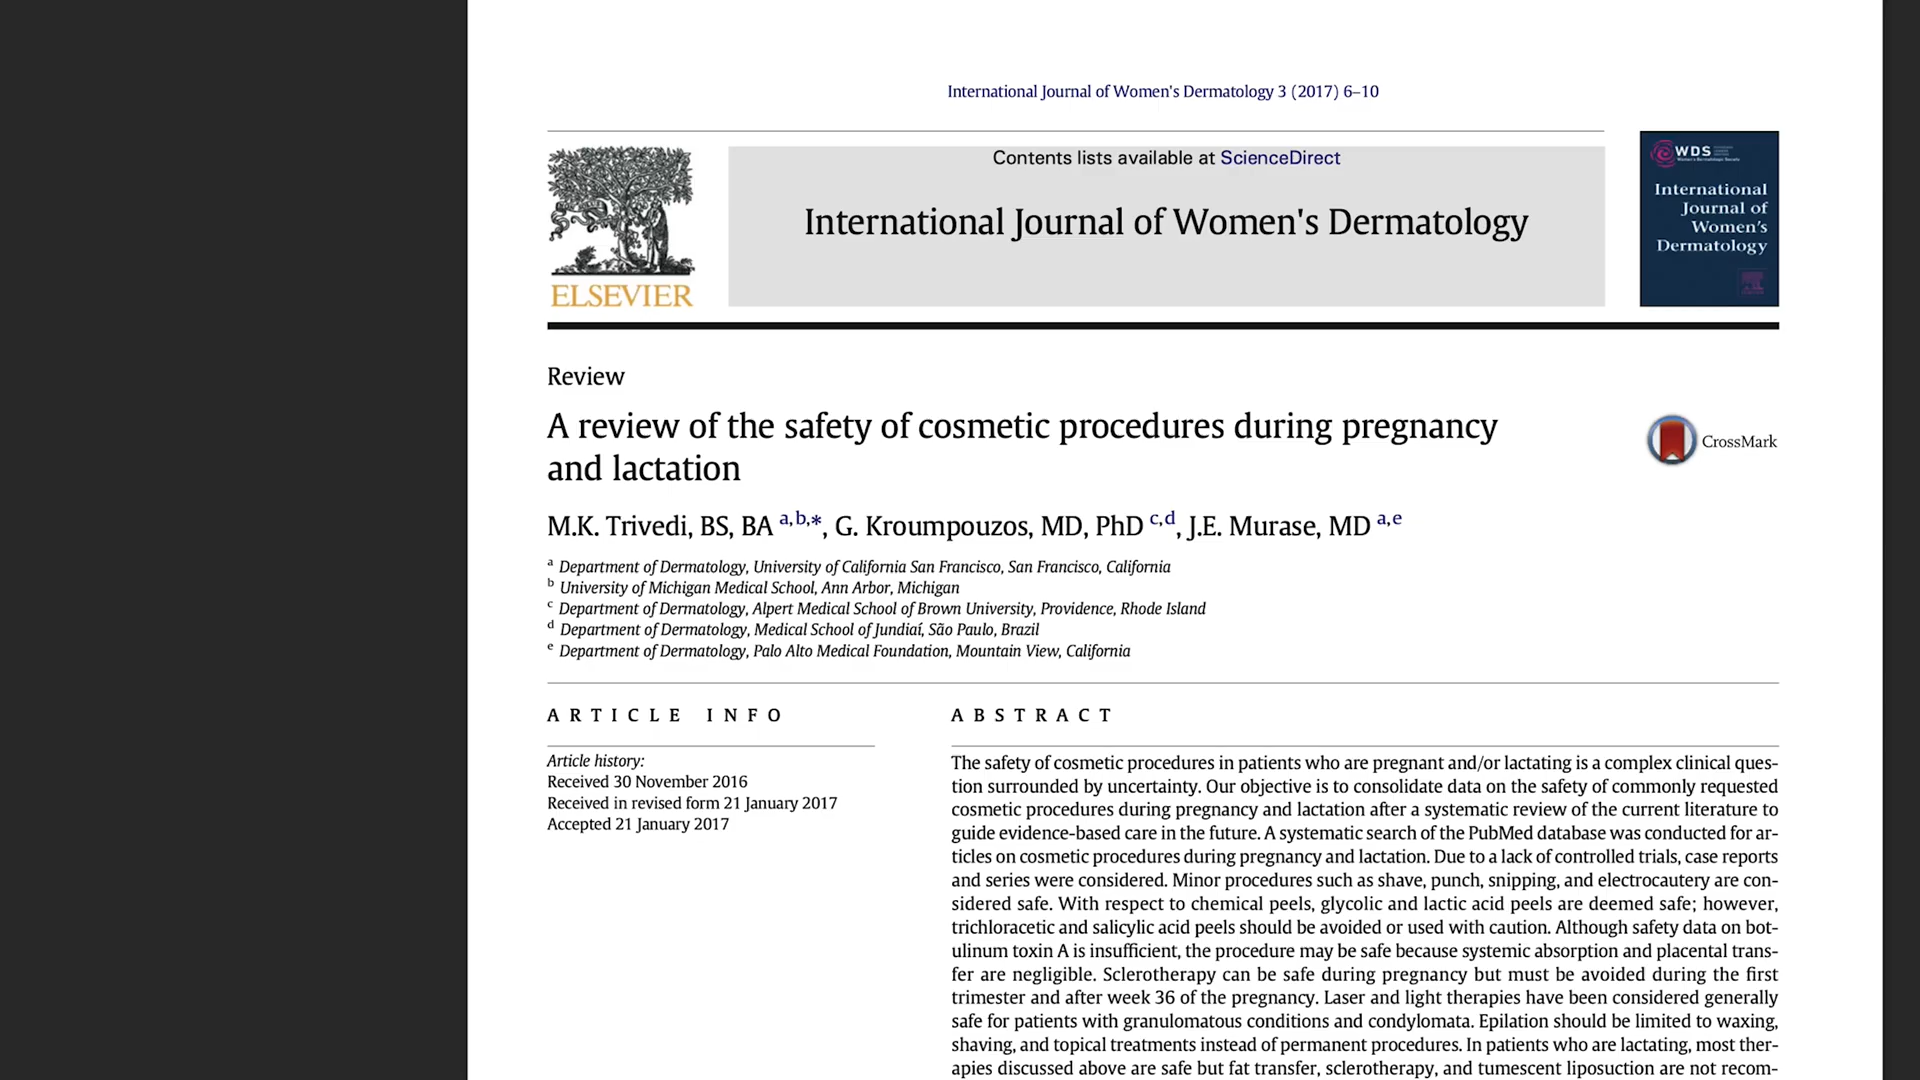 International Journal of Women's Dermatology 3 (2017) 6–10
Contents lists available at ScienceDirect
International Journal of Women's Dermatology
ELSEVIER
WDS
International
Journal of
Women's
Dermatology
Review
A review of the safety of cosmetic procedures during pregnancy
and lactation
CrossMark
M.K. Trivedi, BS, BA a,b,*, G. Kroumpouzos, MD, PhD c,d, J.E. Murase, MD a,e
a Department of Dermatology, University of California San Francisco, San Francisco, California
b University of Michigan Medical School, Ann Arbor, Michigan
c Department of Dermatology, Alpert Medical School of Brown University, Providence, Rhode Island
d Department of Dermatology, Medical School of Jundiaí, São Paulo, Brazil
e Department of Dermatology, Palo Alto Medical Foundation, Mountain View, California
ARTICLE INFO
Article history:
Received 30 November 2016
Received in revised form 21 January 2017
Accepted 21 January 2017
ABSTRACT
The safety of cosmetic procedures in patients who are pregnant and/or lactating is a complex clinical ques-
tion surrounded by uncertainty. Our objective is to consolidate data on the safety of commonly requested
cosmetic procedures during pregnancy and lactation after a systematic review of the current literature to
guide evidence-based care in the future. A systematic search of the PubMed database was conducted for ar-
ticles on cosmetic procedures during pregnancy and lactation. Due to a lack of controlled trials, case reports
and series were considered. Minor procedures such as shave, punch, snipping, and electrocautery are con-
sidered safe. With respect to chemical peels, glycolic and lactic acid peels are deemed safe; however,
trichloracetic and salicylic acid peels should be avoided or used with caution. Although safety data on bot-
ulinum toxin A is insufficient, the procedure may be safe because systemic absorption and placental trans-
fer are negligible. Sclerotherapy can be safe during pregnancy but must be avoided during the first
trimester and after week 36 of the pregnancy. Laser and light therapies have been considered generally
safe for patients with granulomatous conditions and condylomata. Epilation should be limited to waxing,
shaving, and topical treatments instead of permanent procedures. In patients who are lactating, most ther-
apies discussed above are safe but fat transfer, sclerotherapy, and tumescent liposuction are not recom-